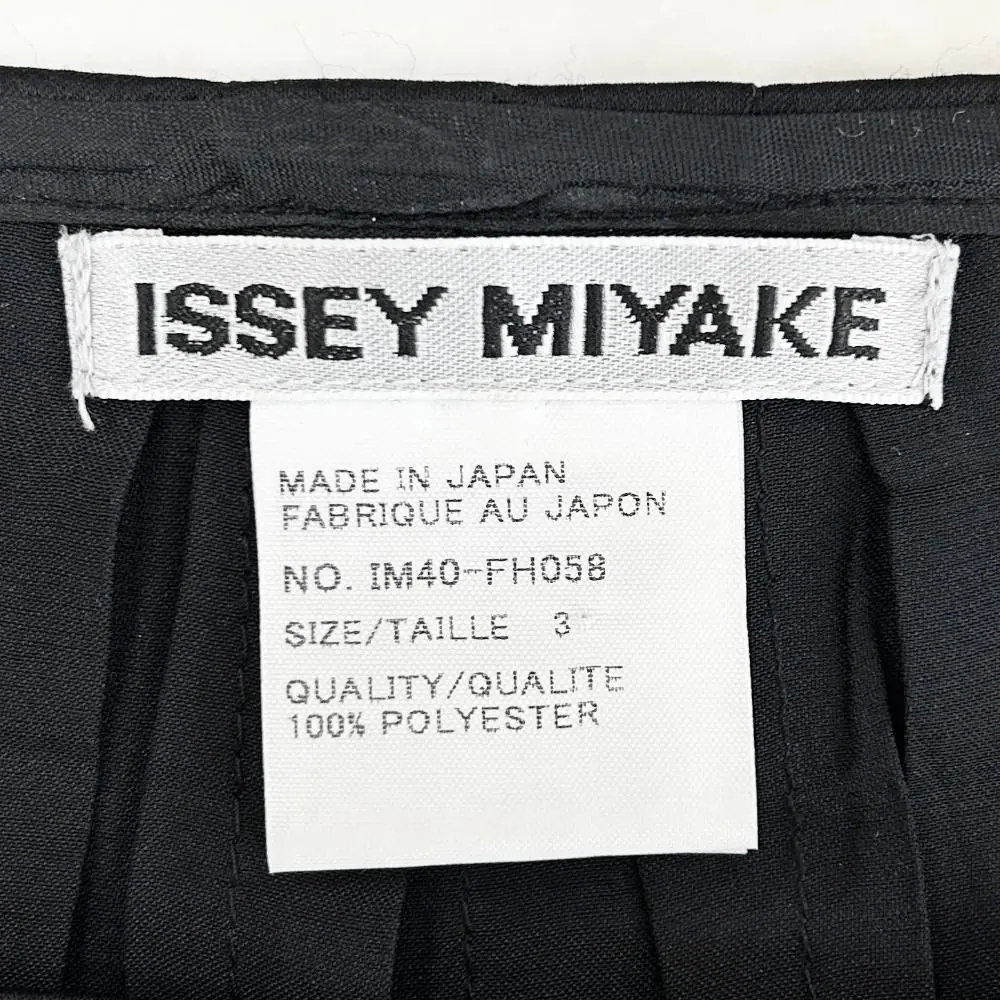 ISSEY MIYAKE
MADE IN JAPAN
FABRIQUE AU JAPON
NO. IM40-FH058
SIZE/TAILLE 3
QUALITY/QUALITE
100% POLYESTER